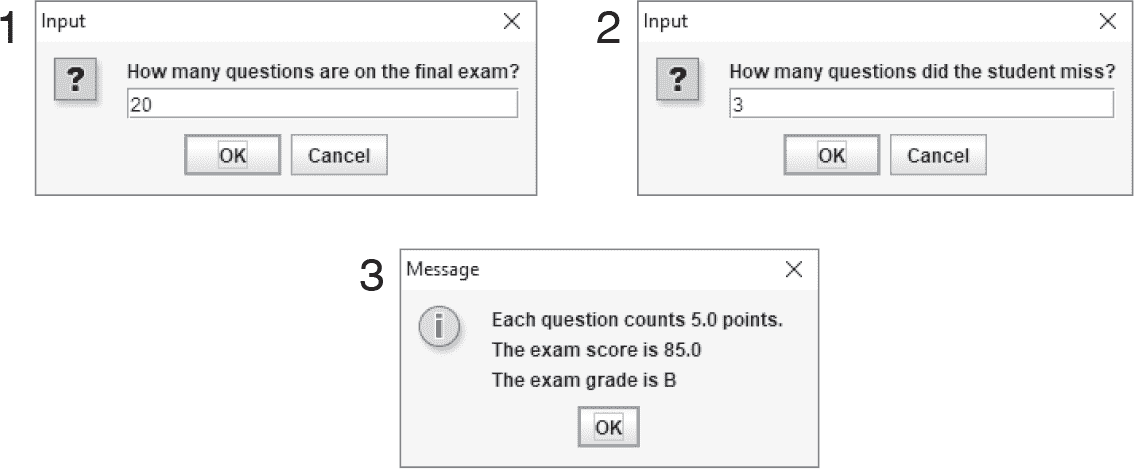 1
Input
?
How many questions are on the final exam?
20
OK Cancel
2
Input
?
How many questions did the student miss?
3
OK Cancel
3
Message
i
Each question counts 5.0 points.
The exam score is 85.0
The exam grade is B
OK